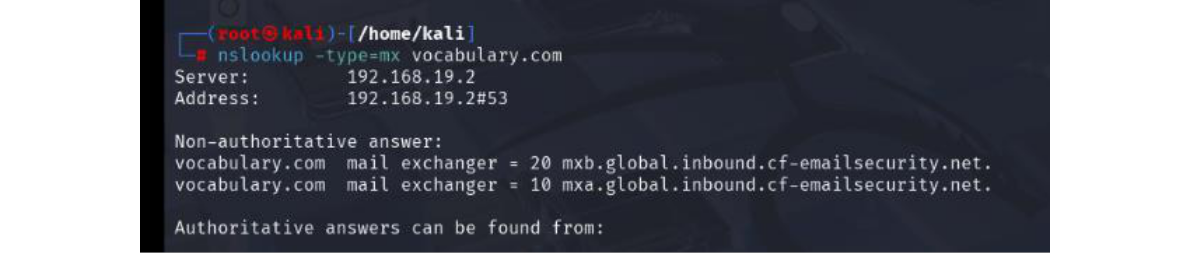 ┌──(root㉿kali)-[/home/kali]
└─# nslookup -type=mx vocabulary.com
Server:         192.168.19.2
Address:        192.168.19.2#53
Non-authoritative answer:
vocabulary.com  mail exchanger = 20 mxb.global.inbound.cf-emailsecurity.net.
vocabulary.com  mail exchanger = 10 mxa.global.inbound.cf-emailsecurity.net.
Authoritative answers can be found from: